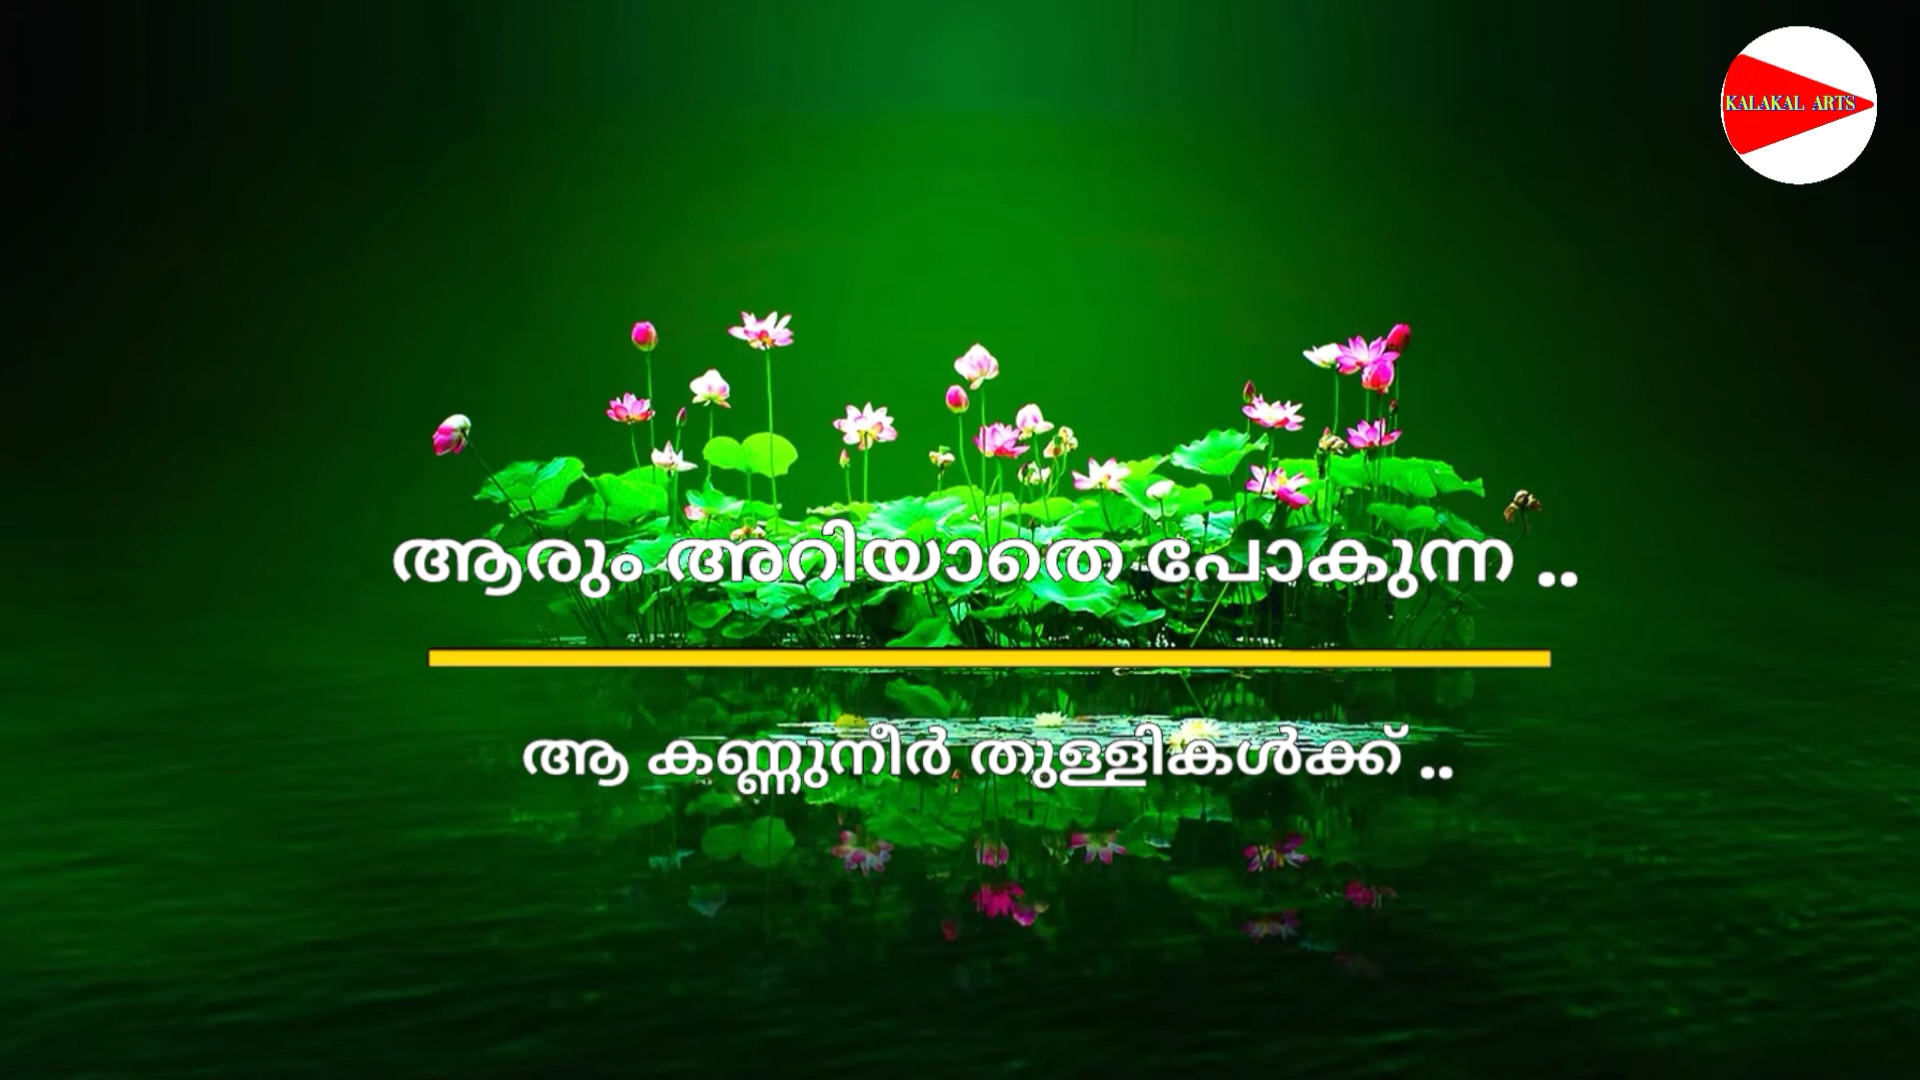 KALAKAL ARTS
ആരും അറിയാതെ പോകുന്ന ..
ആ കണ്ണുനീർ തുള്ളികൾക്ക് ..